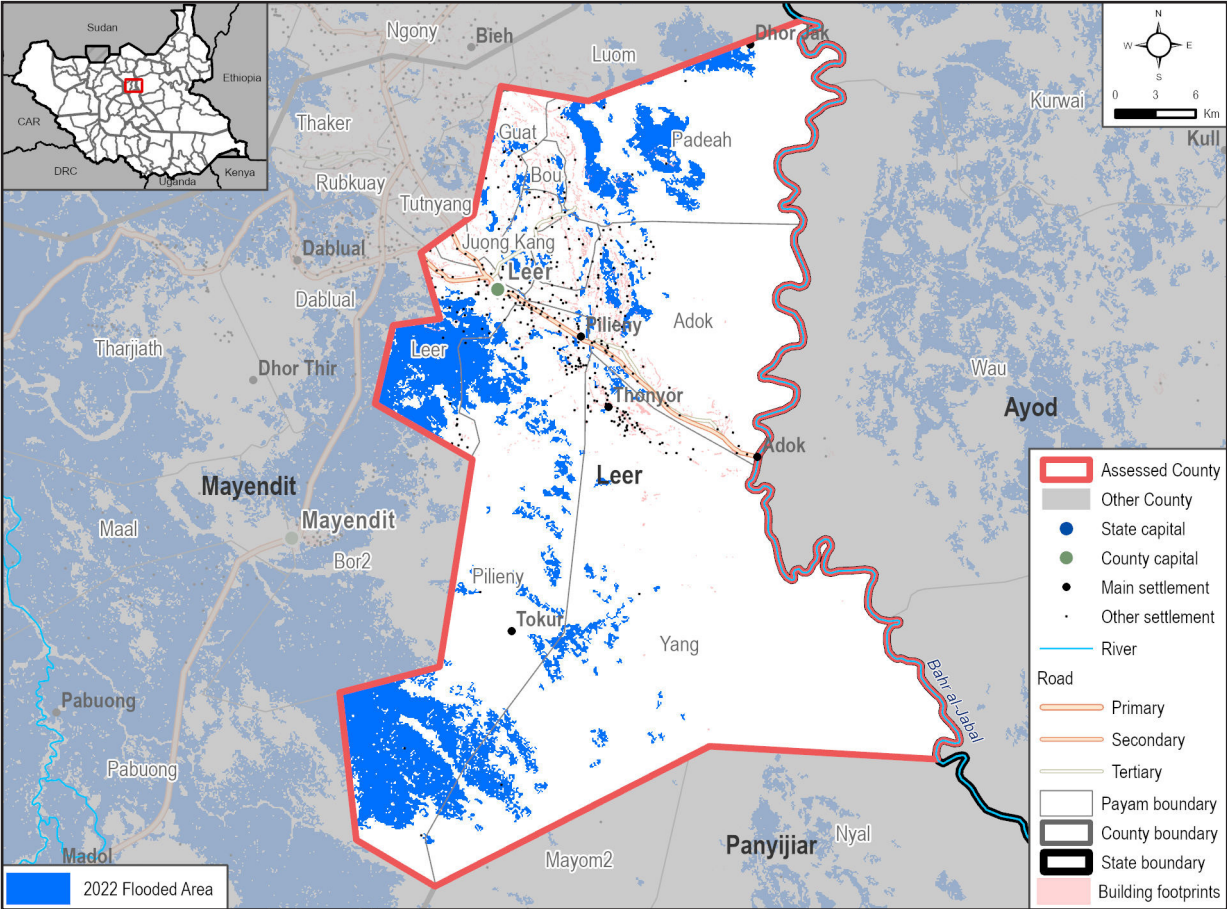 Sudan
Ethiopia
CAR
DRC
Uganda
Kenya
Ngony
Bieh
Luom
Dhor Jak
N
W
E
S
0
3
6
Km
Kurwai
Kull
Thaker
Guat
Padeah
Bou
Rubkuay
Tutnyang
Dablual
Juong Kang
Leer
Dablual
Adok
Pilieny
Tharjiath
Leer
Dhor Thir
Wau
Ayod
Thonyor
Adok
Leer
Mayendit
Mayendit
Maal
Bor2
Pilieny
Tokur
Yang
Bahr al-Jabal
Pabuong
Pabuong
Madol
Mayom2
Panyijiar
Nyal
2022 Flooded Area
Assessed County
Other County
State capital
County capital
Main settlement
Other settlement
River
Road
Primary
Secondary
Tertiary
Payam boundary
County boundary
State boundary
Building footprints